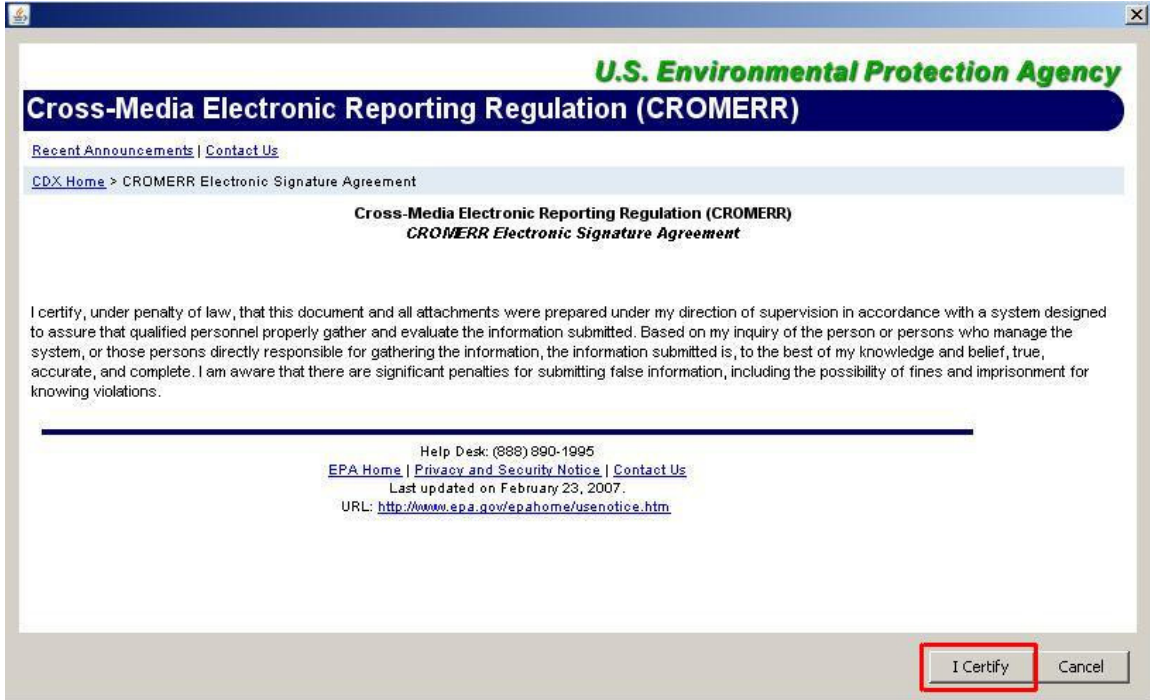 U.S. Environmental Protection Agency
Cross-Media Electronic Reporting Regulation (CROMERR)
Recent Announcements | Contact Us
CDX Home > CROMERR Electronic Signature Agreement
Cross-Media Electronic Reporting Regulation (CROMERR)
CROMERR Electronic Signature Agreement
I certify, under penalty of law, that this document and all attachments were prepared under my direction of supervision in accordance with a system designed
to assure that qualified personnel properly gather and evaluate the information submitted. Based on my inquiry of the person or persons who manage the
system, or those persons directly responsible for gathering the information, the information submitted is, to the best of my knowledge and belief, true,
accurate, and complete. I am aware that there are significant penalties for submitting false information, including the possibility of fines and imprisonment for
knowing violations.
Help Desk: (888) 890-1995
EPA Home | Privacy and Security Notice | Contact Us
Last updated on February 23, 2007.
URL: http://www.epa.gov/epahome/usenotice.htm
I Certify Cancel